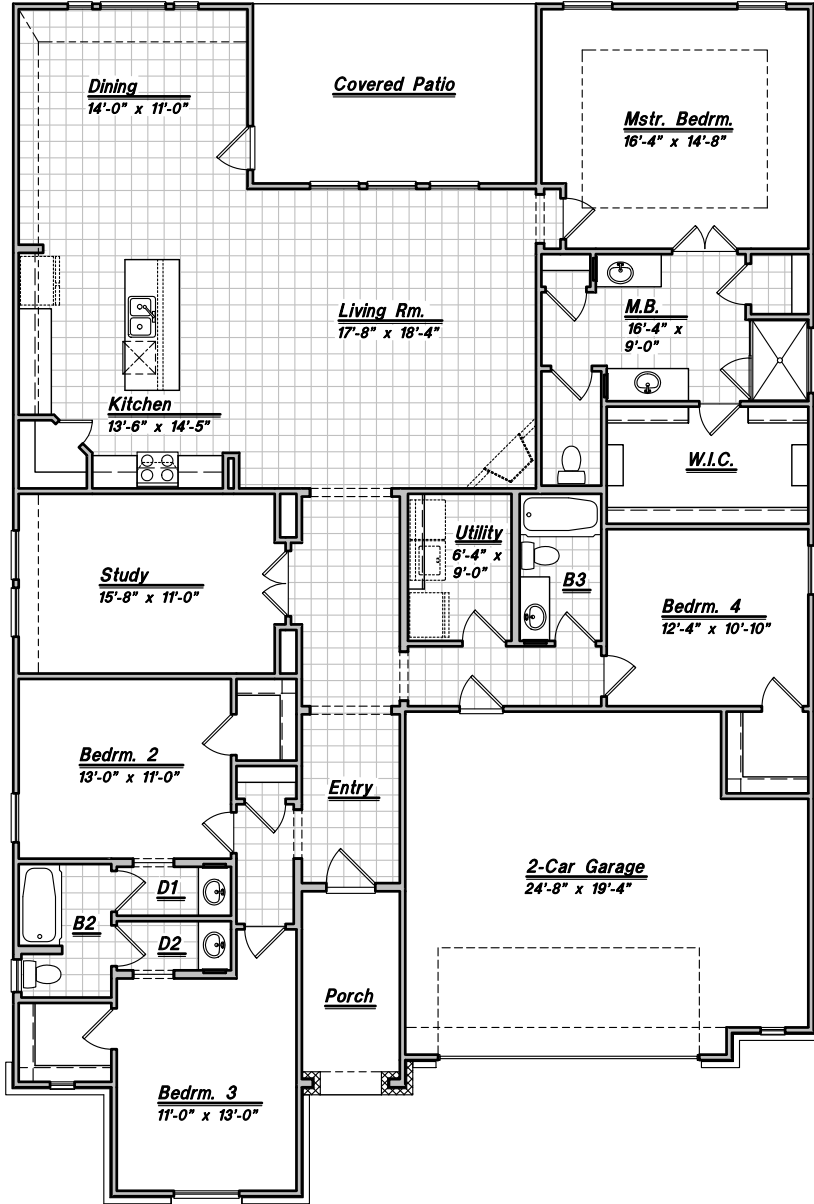 Dining
14'-0" x 11'-0"
Covered Patio
Mstr. Bedrm.
16'-4" x 14'-8"
Living Rm.
17'-8" x 18'-4"
M.B.
16'-4" x
9'-0"
Kitchen
13'-6" x 14'-5"
W.I.C.
Study
15'-8" x 11'-0"
Utility
6'-4" x
9'-0"
B3
Bedrm. 4
12'-4" x 10'-10"
Bedrm. 2
13'-0" x 11'-0"
Entry
2-Car Garage
24'-8" x 19'-4"
D1
B2
D2
Porch
Bedrm. 3
11'-0" x 13'-0"